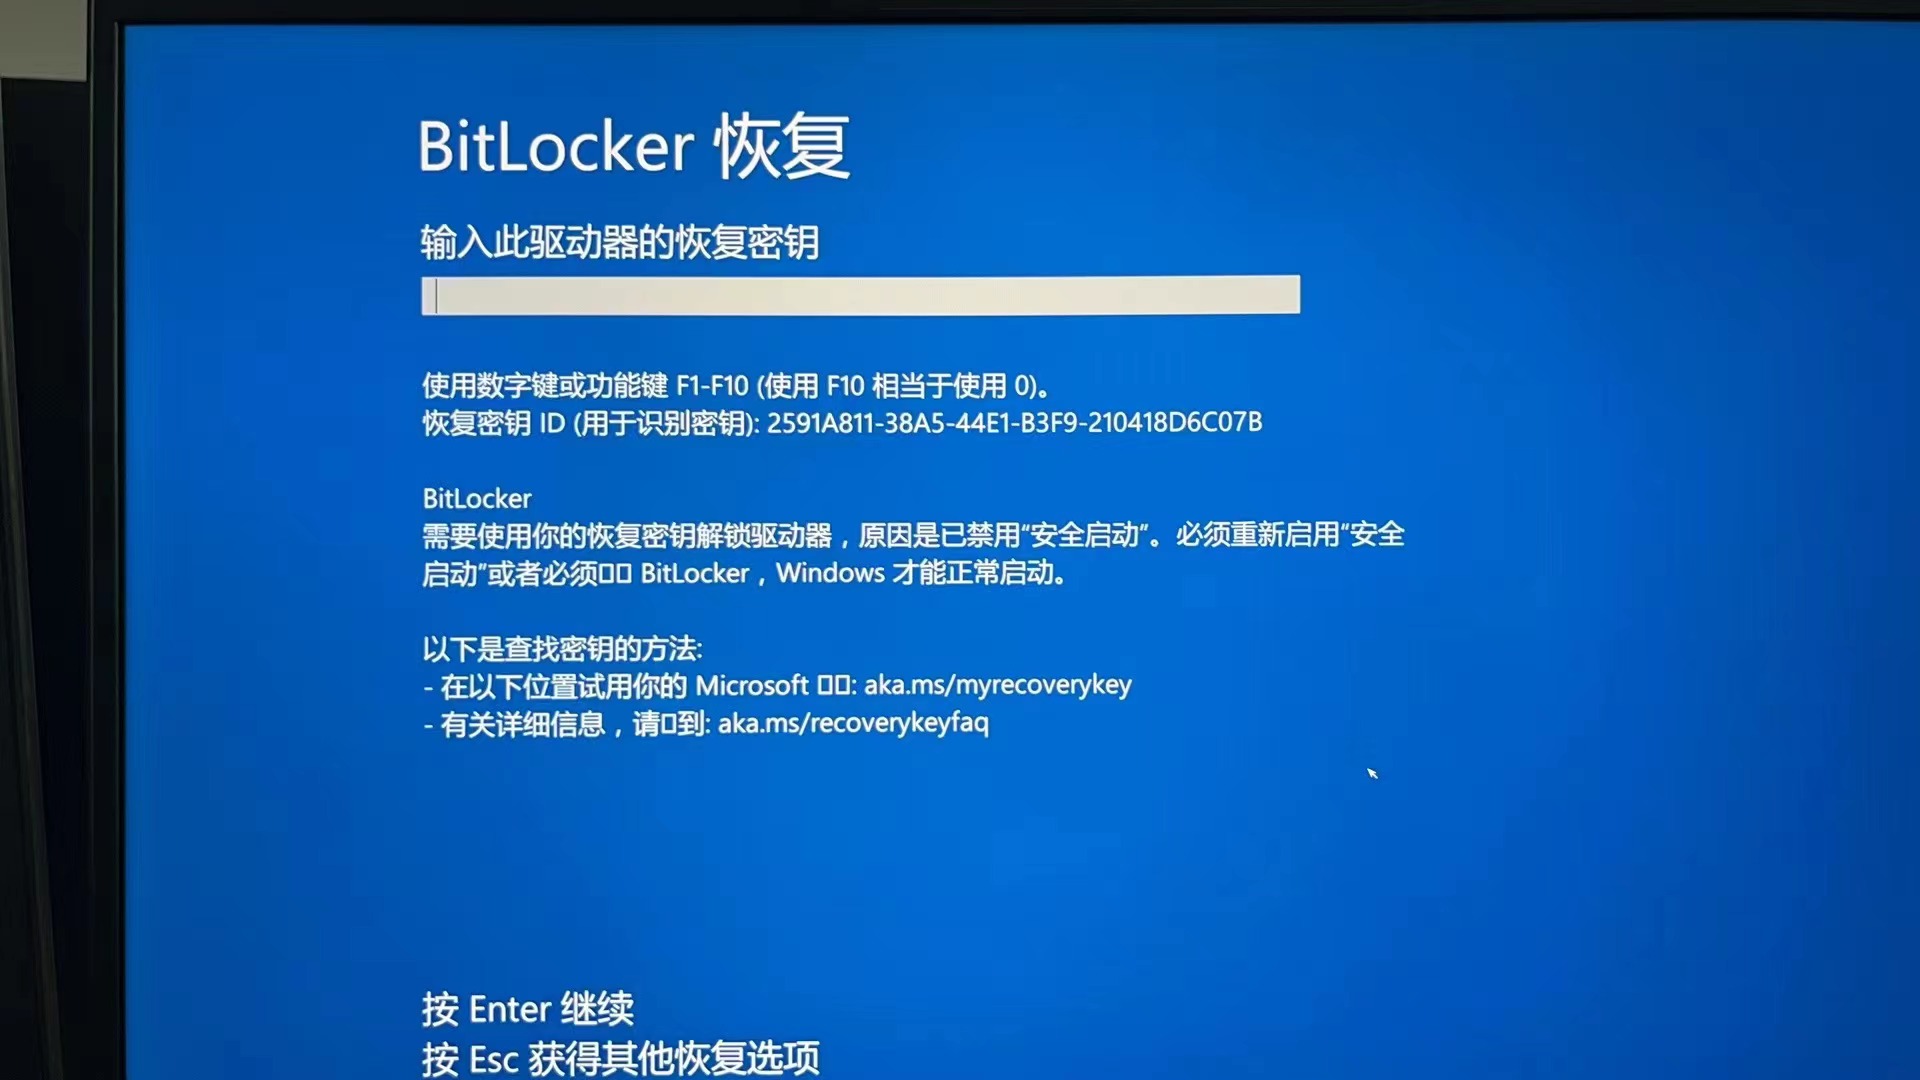 BitLocker 恢复
输入此驱动器的恢复密钥
使用数字键或功能键 F1-F10 (使用 F10 相当于使用 0)。
恢复密钥 ID (用于识别密钥): 2591A811-38A5-44E1-B3F9-210418D6C07B
BitLocker
需要使用你的恢复密钥解锁驱动器，原因是已禁用“安全启动”。必须重新启用“安全
启动”或者必须□□ BitLocker，Windows 才能正常启动。
以下是查找密钥的方法:
- 在以下位置试用你的 Microsoft □□: aka.ms/myrecoverykey
- 有关详细信息，请□到: aka.ms/recoverykeyfaq
按 Enter 继续
按 Esc 获得其他恢复选项